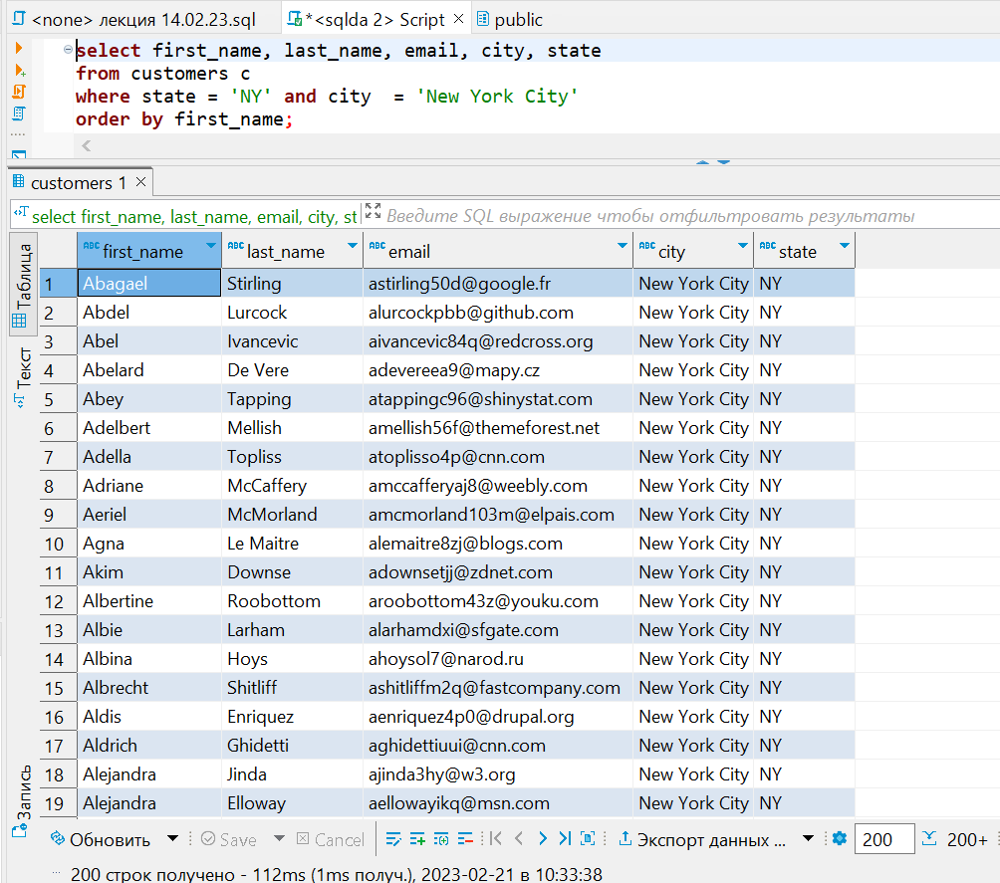 <none> лекция 14.02.23.sql *<sqlda 2> Script public
select first_name, last_name, email, city, state
from customers c
where state = 'NY' and city = 'New York City'
order by first_name;
customers 1
select first_name, last_name, email, city, st Введите SQL выражение чтобы отфильтровать результаты
Таблица
Текст
Запись
ABC first_name ABC last_name ABC email ABC city ABC state
1 Abagael Stirling astirling50d@google.fr New York City NY
2 Abdel Lurcock alurcockpbb@github.com New York City NY
3 Abel Ivancevic aivancevic84q@redcross.org New York City NY
4 Abelard De Vere adevereea9@mapy.cz New York City NY
5 Abey Tapping atappingc96@shinystat.com New York City NY
6 Adelbert Mellish amellish56f@themeforest.net New York City NY
7 Adella Topliss atoplisso4p@cnn.com New York City NY
8 Adriane McCaffery amccafferyaj8@weebly.com New York City NY
9 Aeriel McMorland amcmorland103m@elpais.com New York City NY
10 Agna Le Maitre alemaitre8zj@blogs.com New York City NY
11 Akim Downse adownsetjj@zdnet.com New York City NY
12 Albertine Roobottom aroobottom43z@youku.com New York City NY
13 Albie Larham alarhamdxi@sfgate.com New York City NY
14 Albina Hoys ahoysol7@narod.ru New York City NY
15 Albrecht Shitliff ashitliffm2q@fastcompany.com New York City NY
16 Aldis Enriquez aenriquez4p0@drupal.org New York City NY
17 Aldrich Ghidetti aghidettiuui@cnn.com New York City NY
18 Alejandra Jinda ajinda3hy@w3.org New York City NY
19 Alejandra Elloway aellowayikq@msn.com New York City NY
Обновить Save Cancel Экспорт данных ... 200 200+
200 строк получено - 112ms (1ms получ.), 2023-02-21 в 10:33:38